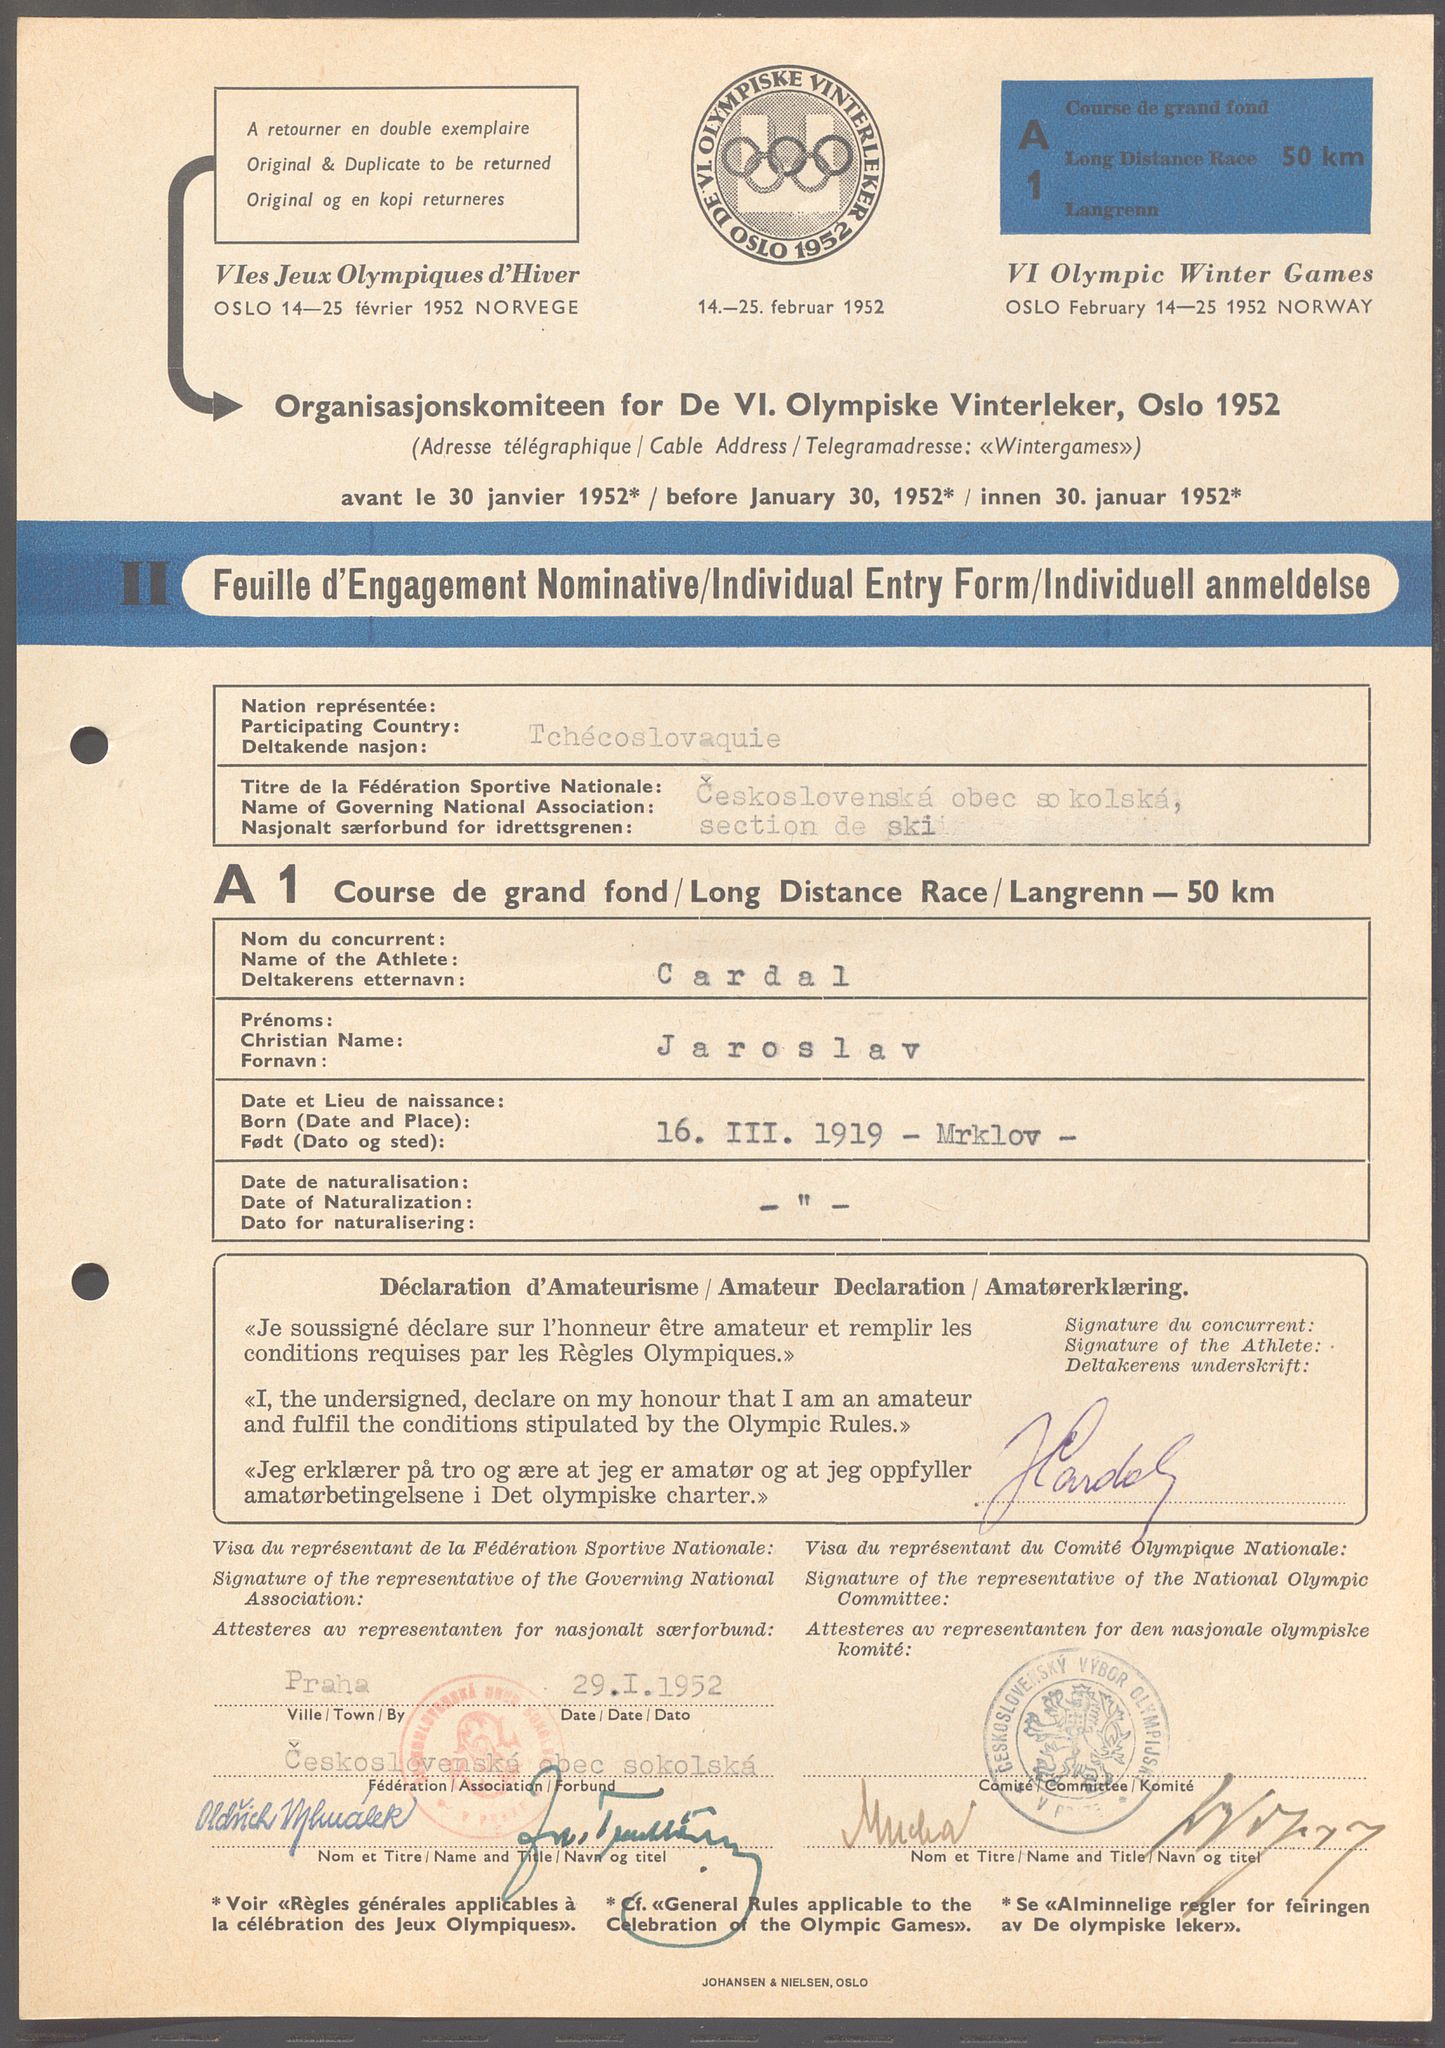 A retourner en double exemplaire
Original & Duplicate to be returned
Original og en kopi returneres
DE VI. OLYMPISKE VINTERLEKER
OSLO 1952
A 1
Course de grand fond
Long Distance Race 50 km
Langrenn
VIes Jeux Olympiques d'Hiver
OSLO 14—25 février 1952 NORVEGE
14.—25. februar 1952
VI Olympic Winter Games
OSLO February 14—25 1952 NORWAY
Organisasjonskomiteen for De VI. Olympiske Vinterleker, Oslo 1952
(Adresse télégraphique / Cable Address / Telegramadresse: «Wintergames»)
avant le 30 janvier 1952* / before January 30, 1952* / innen 30. januar 1952*
II Feuille d'Engagement Nominative/Individual Entry Form/Individuell anmeldelse
Nation représentée:
Participating Country:
Deltakende nasjon:
Tchécoslovaquie
Titre de la Fédération Sportive Nationale:
Name of Governing National Association:
Nasjonalt særforbund for idrettsgrenen:
Československá obec sokolská,
section de ski
A 1 Course de grand fond / Long Distance Race / Langrenn — 50 km
Nom du concurrent:
Name of the Athlete:
Deltakerens etternavn:
Cardal
Prénoms:
Christian Name:
Fornavn:
Jaroslav
Date et Lieu de naissance:
Born (Date and Place):
Født (Dato og sted):
16. III. 1919 – Mrklov –
Date de naturalisation:
Date of Naturalization:
Dato for naturalisering:
– " –
Déclaration d'Amateurisme / Amateur Declaration / Amatørerklæring.
«Je soussigné déclare sur l'honneur être amateur et remplir les
conditions requises par les Règles Olympiques.»
«I, the undersigned, declare on my honour that I am an amateur
and fulfil the conditions stipulated by the Olympic Rules.»
«Jeg erklærer på tro og ære at jeg er amatør og at jeg oppfyller
amatørbetingelsene i Det olympiske charter.»
Signature du concurrent:
Signature of the Athlete:
Deltakerens underskrift:
JCardal
Visa du représentant de la Fédération Sportive Nationale:
Signature of the representative of the Governing National
Association:
Attesteres av representanten for nasjonalt særforbund:
Visa du représentant du Comité Olympique Nationale:
Signature of the representative of the National Olympic
Committee:
Attesteres av representanten for den nasjonale olympiske
komité:
Praha 29.I.1952
Ville / Town / By Date / Date / Dato
Československá obec sokolská
Fédération / Association / Forbund
ČESKOSLOVENSKÁ OBEC SOKOLSKÁ
V PRAZE
ČESKOSLOVENSKÝ VÝBOR OLYMPIJSKÝ
V PRAZE
Comité / Committee / Komité
Oldřich
Mucha
Nom et Titre / Name and Title / Navn og titel
Nom et Titre / Name and Title / Navn og titel
* Voir «Règles générales applicables à
la célébration des Jeux Olympiques».
* Cf. «General Rules applicable to the
Celebration of the Olympic Games».
* Se «Alminnelige regler for feiringen
av De olympiske leker».
JOHANSEN & NIELSEN, OSLO